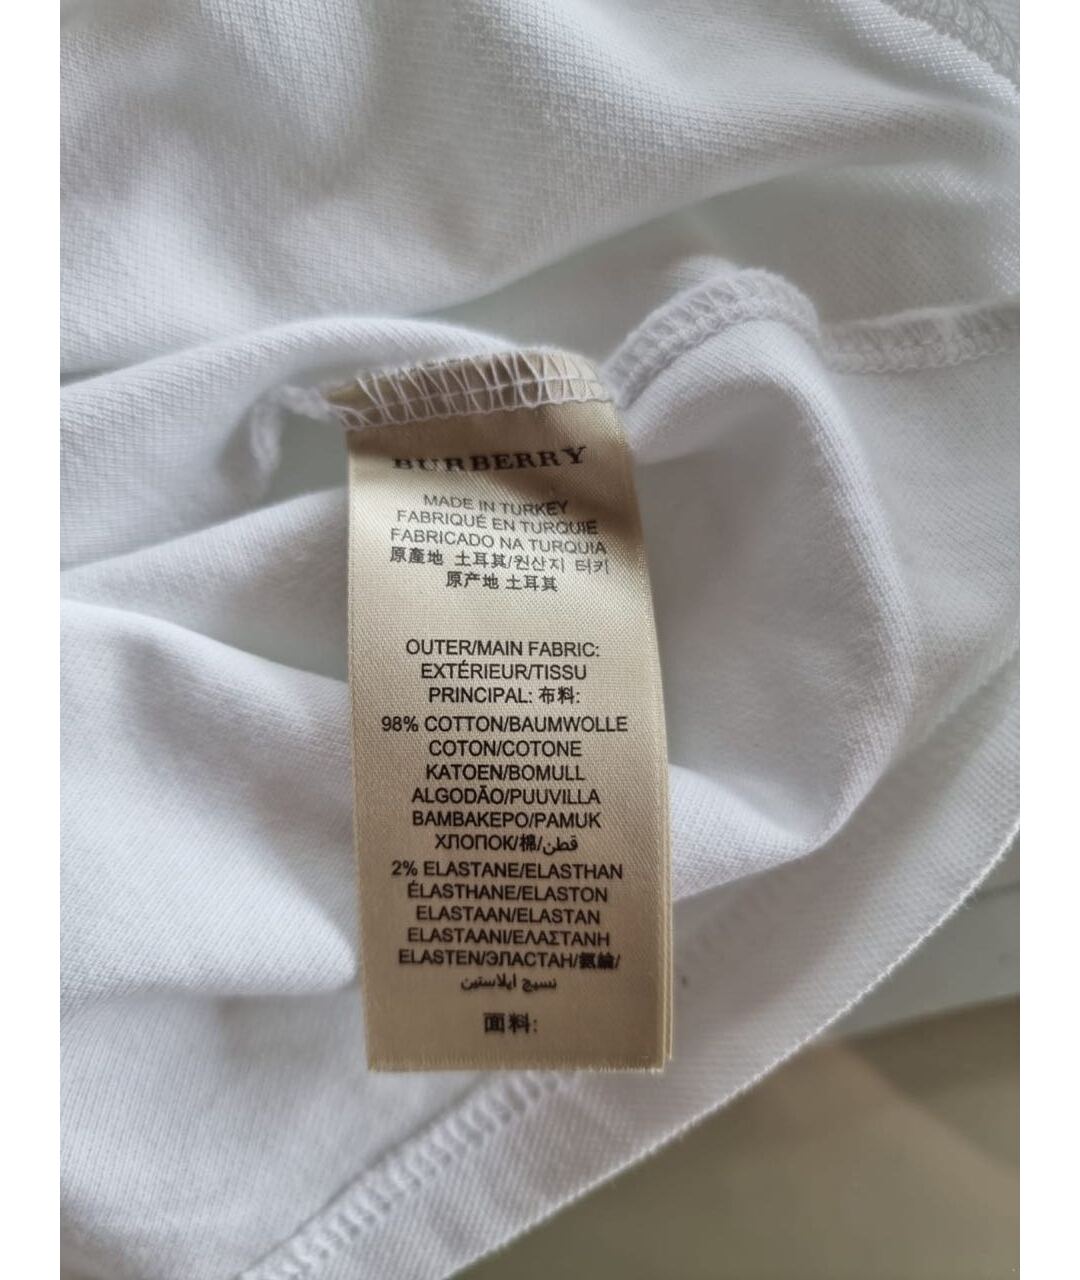 BURBERRY
MADE IN TURKEY
FABRIQUÉ EN TURQUIE
FABRICADO NA TURQUIA
原產地 土耳其/원산지 터키
原产地 土耳其
OUTER/MAIN FABRIC:
EXTÉRIEUR/TISSU
PRINCIPAL: 布料:
98% COTTON/BAUMWOLLE
COTON/COTONE
KATOEN/BOMULL
ALGODÃO/PUUVILLA
ΒΑΜΒΑΚΕΡΟ/PAMUK
ХЛОПОК/棉/قطن
2% ELASTANE/ELASTHAN
ÉLASTHANE/ELASTON
ELASTAAN/ELASTAN
ELASTAANI/ΕΛΑΣΤΑΝΗ
ELASTEN/ЭЛАСТАН/氨綸/
نسيج ايلاستين
面料: